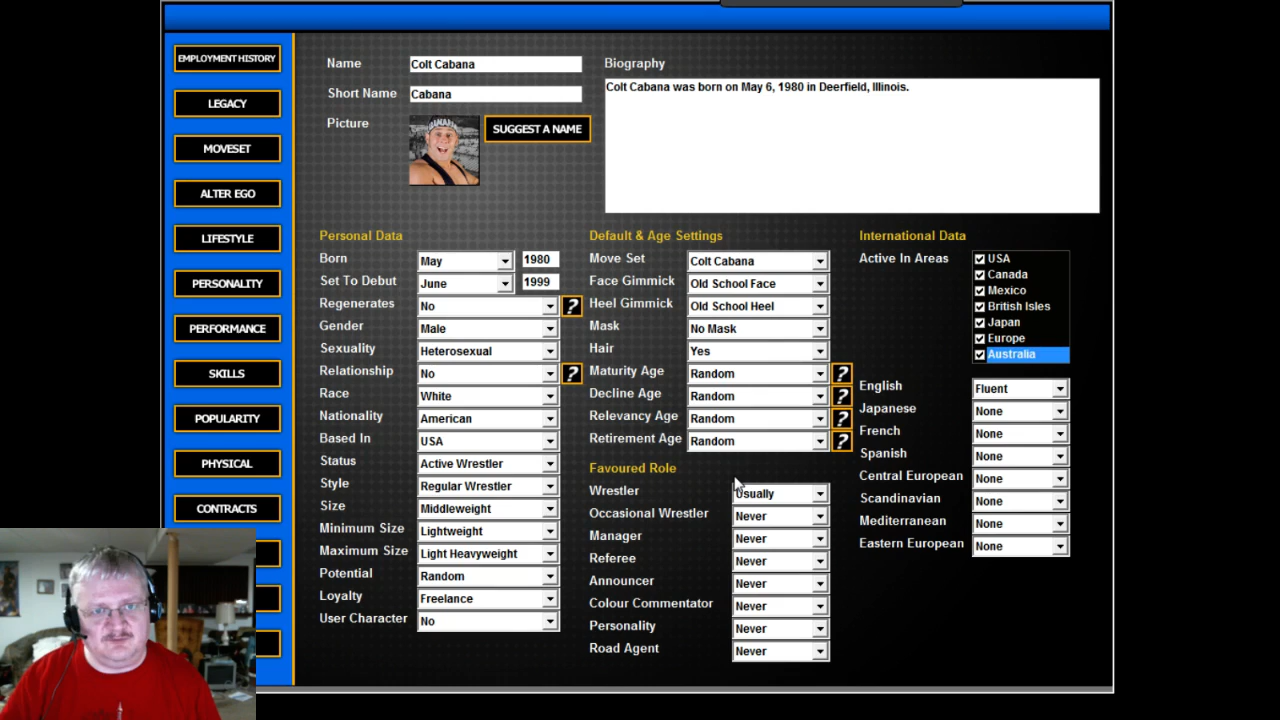 EMPLOYMENT HISTORY
LEGACY
MOVESET
ALTER EGO
LIFESTYLE
PERSONALITY
PERFORMANCE
SKILLS
POPULARITY
PHYSICAL
CONTRACTS
Name Colt Cabana
Short Name Cabana
Picture SUGGEST A NAME
Biography
Colt Cabana was born on May 6, 1980 in Deerfield, Illinois.
Personal Data
Born May 1980
Set To Debut June 1999
Regenerates No ?
Gender Male
Sexuality Heterosexual
Relationship No ?
Race White
Nationality American
Based In USA
Status Active Wrestler
Style Regular Wrestler
Size Middleweight
Minimum Size Lightweight
Maximum Size Light Heavyweight
Potential Random
Loyalty Freelance
User Character No
Default & Age Settings
Move Set Colt Cabana
Face Gimmick Old School Face
Heel Gimmick Old School Heel
Mask No Mask
Hair Yes
Maturity Age Random ?
Decline Age Random ?
Relevancy Age Random ?
Retirement Age Random ?
Favoured Role
Wrestler Usually
Occasional Wrestler Never
Manager Never
Referee Never
Announcer Never
Colour Commentator Never
Personality Never
Road Agent Never
International Data
Active In Areas USA
Canada
Mexico
British Isles
Japan
Europe
Australia
English Fluent
Japanese None
French None
Spanish None
Central European None
Scandinavian None
Mediterranean None
Eastern European None